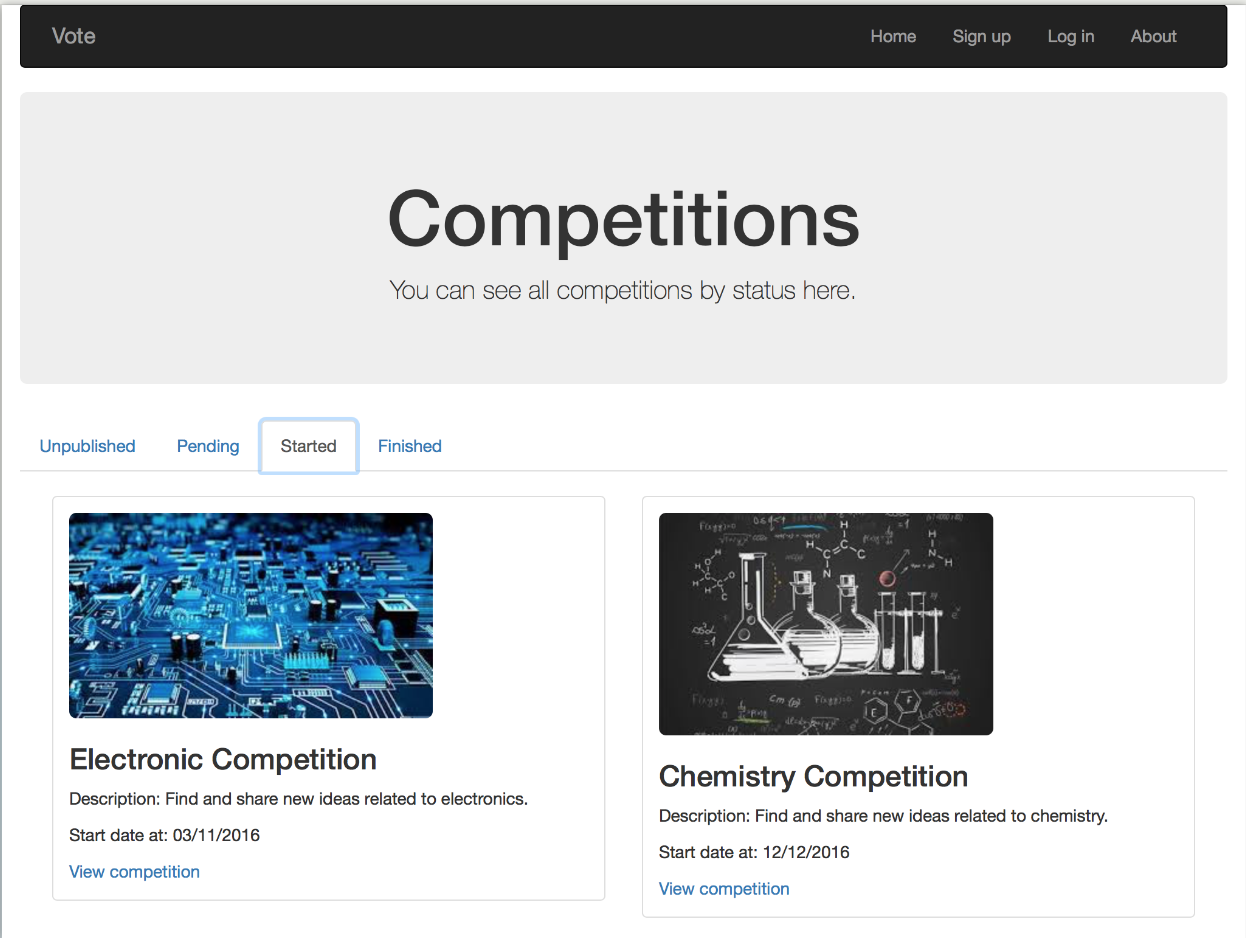 Vote
Home Sign up Log in About
Competitions
You can see all competitions by status here.
Unpublished Pending Started Finished
Electronic Competition
Description: Find and share new ideas related to electronics.
Start date at: 03/11/2016
View competition
Chemistry Competition
Description: Find and share new ideas related to chemistry.
Start date at: 12/12/2016
View competition